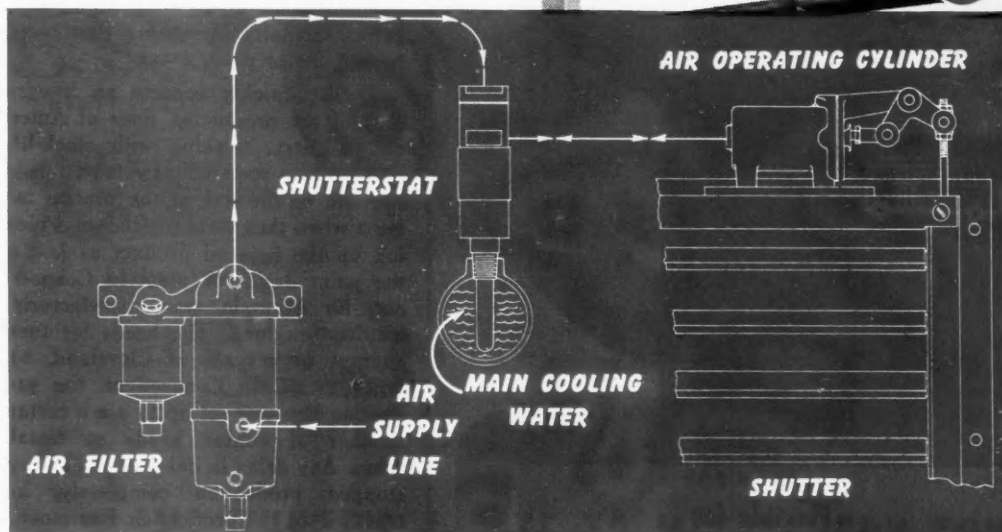 AIR OPERATING CYLINDER
SHUTTERSTAT
AIR
SUPPLY
LINE
MAIN COOLING
WATER
AIR FILTER
SHUTTER